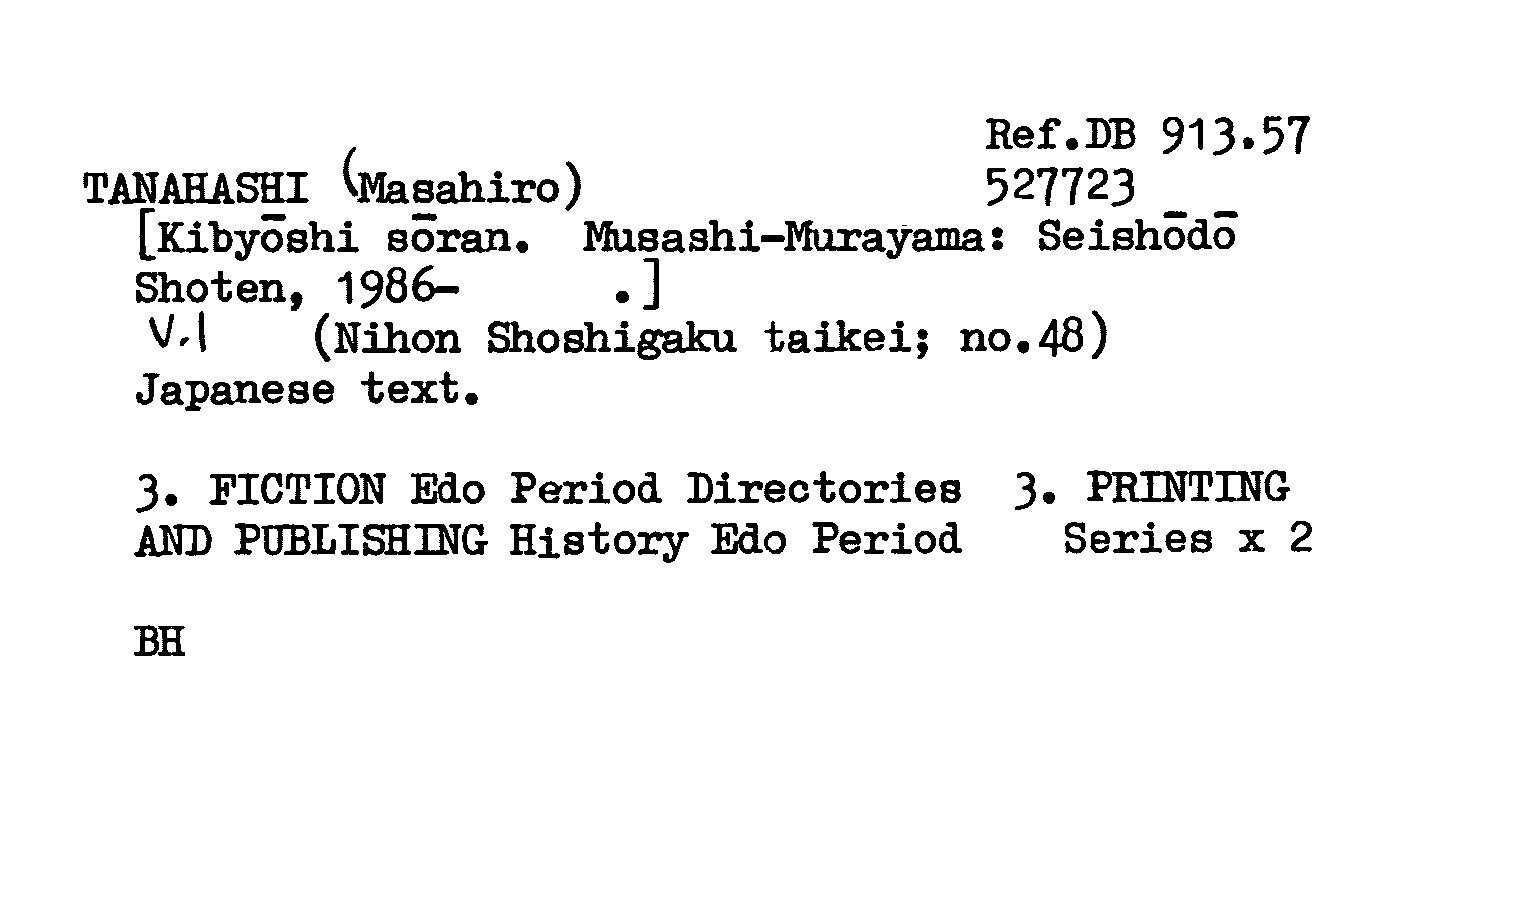 Ref.DB 913.57
TANAHASHI (Masahiro) 527723
[Kibyōshi sōran. Musashi-Murayama: Seishōdō
Shoten, 1986- .]
V.1 (Nihon Shoshigaku taikei; no.48)
Japanese text.
3. FICTION Edo Period Directories 3. PRINTING
AND PUBLISHING History Edo Period Series x 2
BH